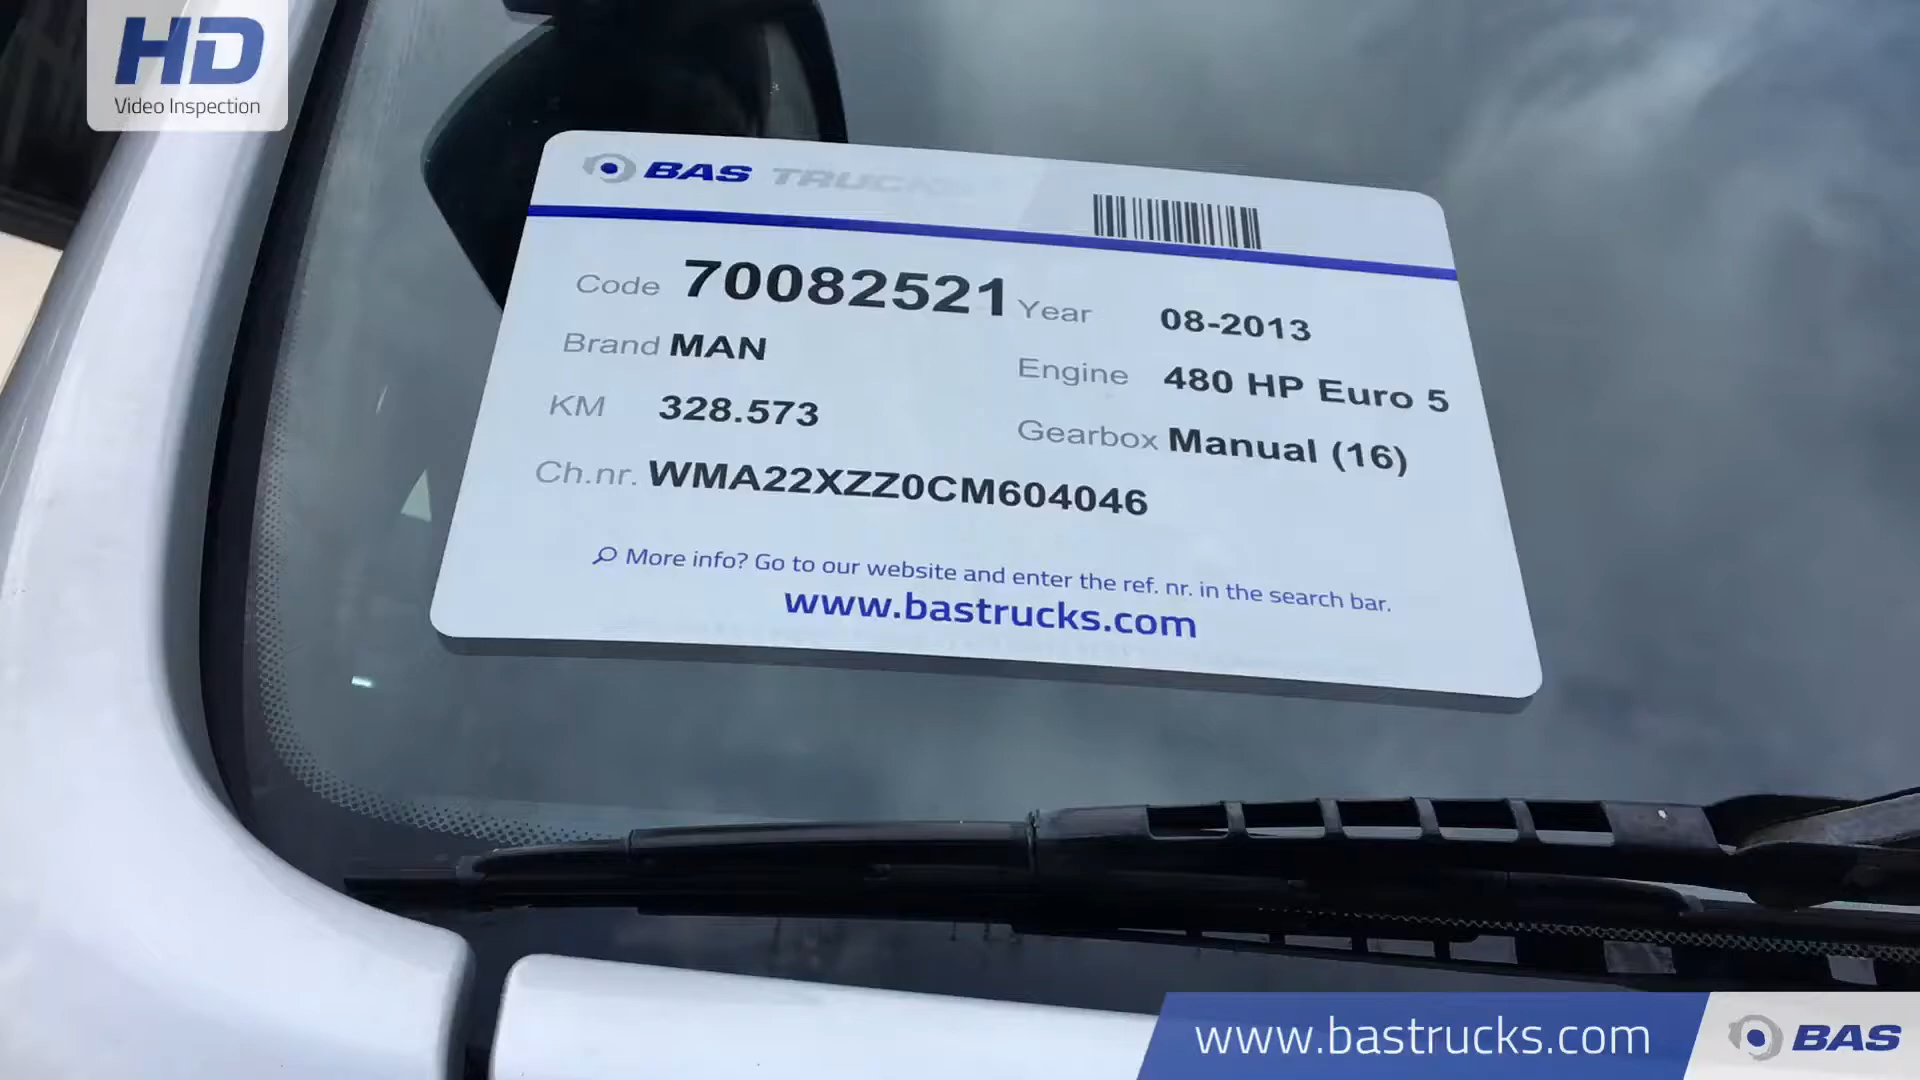 HD
Video Inspection
BAS TRUCKS
Code 70082521
Year 08-2013
Brand MAN
Engine 480 HP Euro 5
KM 328.573
Gearbox Manual (16)
Ch.nr. WMA22XZZ0CM604046
More info? Go to our website and enter the ref. nr. in the search bar.
www.bastrucks.com
www.bastrucks.com
BAS